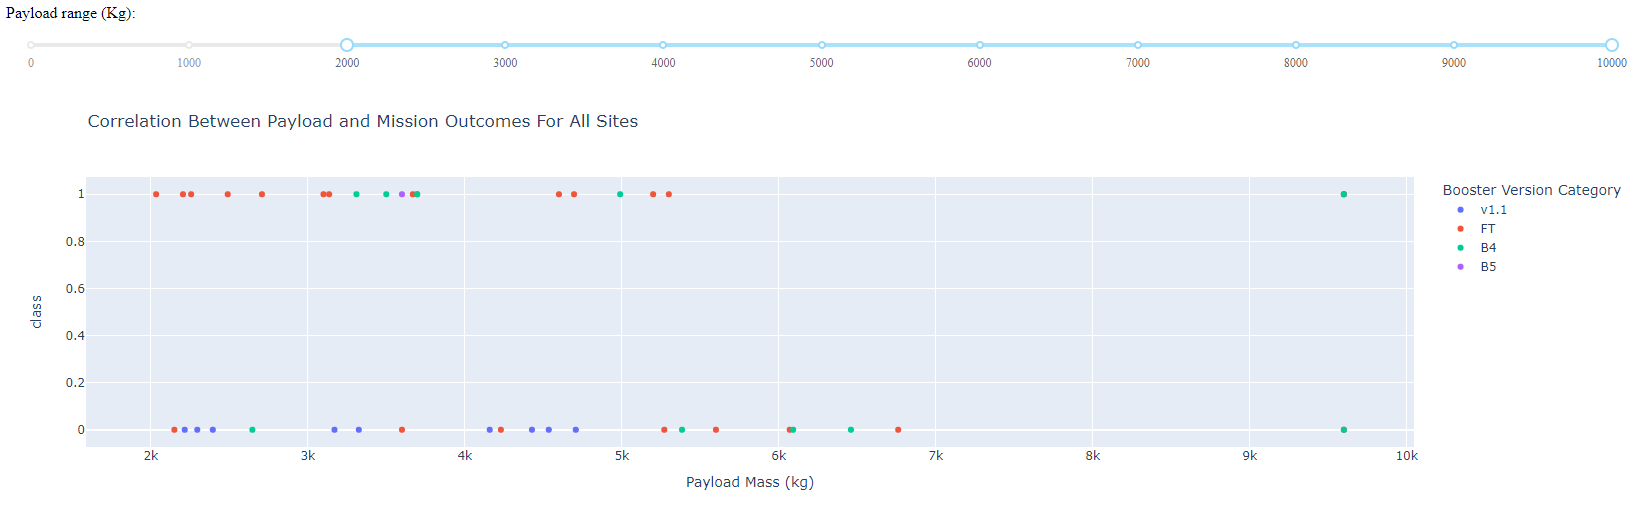 Payload range (Kg):
0 1000 2000 3000 4000 5000 6000 7000 8000 9000 10000
Correlation Between Payload and Mission Outcomes For All Sites
1
0.8
0.6
0.4
0.2
0
class
2k 3k 4k 5k 6k 7k 8k 9k 10k
Payload Mass (kg)
Booster Version Category
v1.1
FT
B4
B5